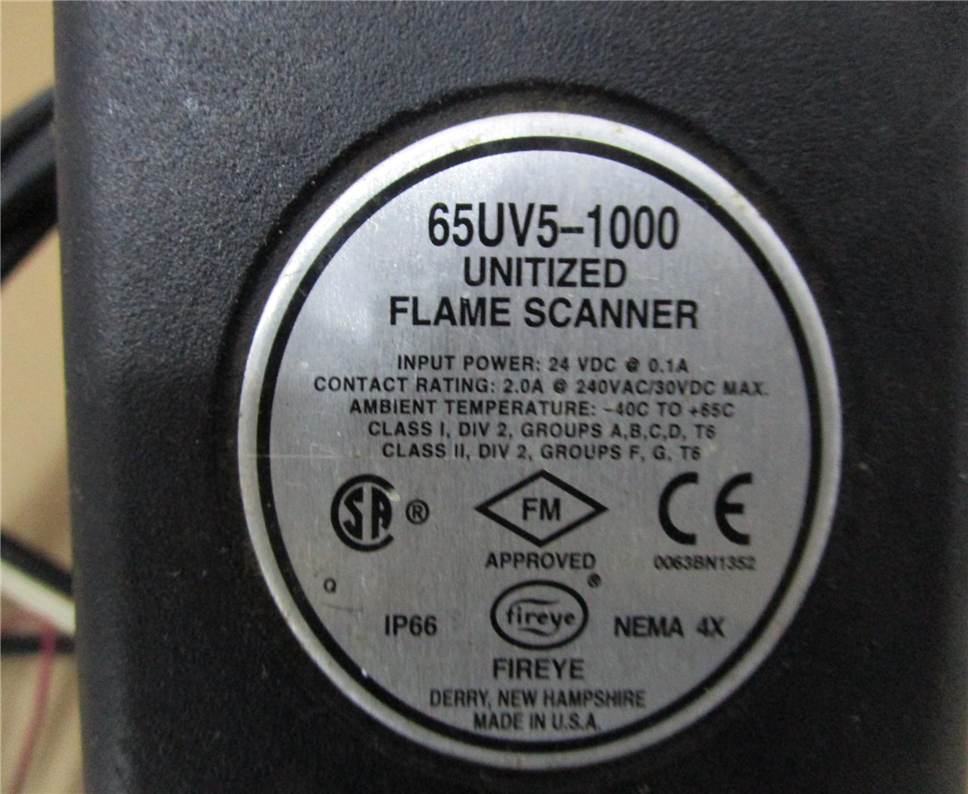 65UV5–1000
UNITIZED
FLAME SCANNER
INPUT POWER: 24 VDC @ 0.1A
CONTACT RATING: 2.0A @ 240VAC/30VDC MAX.
AMBIENT TEMPERATURE: –40C TO +65C
CLASS I, DIV 2, GROUPS A,B,C,D, T6
CLASS II, DIV 2, GROUPS F, G, T6
SA ® FM CE
APPROVED 0063BN1352
Q
IP66 fireye ® NEMA 4X
FIREYE
DERRY, NEW HAMPSHIRE
MADE IN U.S.A.